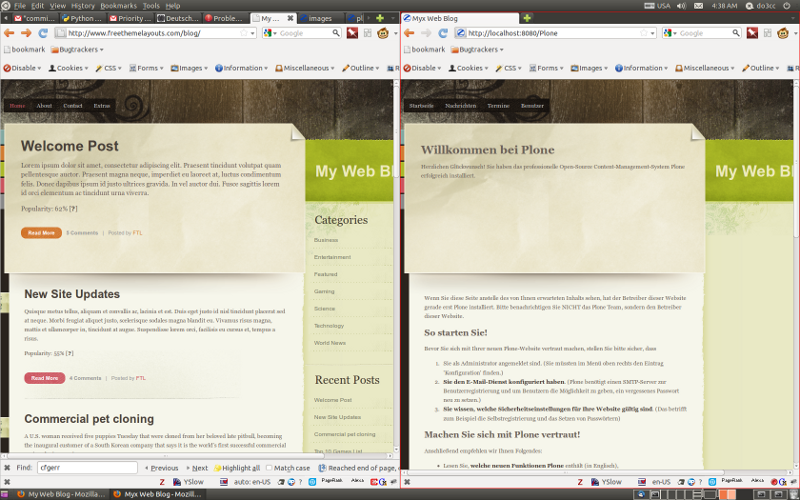 File Edit View History Bookmarks Tools Help
USA
4:38 AM
do3cc
"commi...
Python
Priority
Deutsch...
Proble...
My
images
pl
Myx Web Blog
http://www.freethemelayouts.com/blog/
Google
http://localhost:8080/Plone
Google
bookmark Bugtrackers
bookmark Bugtrackers
Disable Cookies CSS Forms Images Information Miscellaneous Outline
Disable Cookies CSS Forms Images Information Miscellaneous Outline
Home About Contact Extras
Welcome Post
Lorem ipsum dolor sit amet, consectetur adipiscing elit. Praesent tincidunt volutpat quam
pellentesque auctor. Praesent magna neque, imperdiet eu laoreet at, luctus condimentum
felis. Donec dapibus ipsum id justo ultrices gravida. In vel auctor dui. Fusce sagittis lorem
id orci elementum ac tincidunt urna viverra.
Popularity: 62% [?]
Read More 5 Comments | Posted by FTL
My Web Bl
New Site Updates
Quisque metus tellus, aliquam et convallis ac, lacinia et est. Duis eget justo id nisl tincidunt placerat sed
at neque. Morbi feugiat aliquet justo, scelerisque sodales magna blandit eu. Vivamus risus magna,
mattis et ullamcorper in, tincidunt at augue. Suspendisse lorem orci, facilisis eu cursus et, tempus a
risus.
Popularity: 55% [?]
Read More 4 Comments | Posted by FTL
Commercial pet cloning
A U.S. woman received five puppies Tuesday that were cloned from her beloved late pitbull, becoming
the inaugural customer of a South Korean company that says it is the world's first successful commercial
Categories
Business
Entertainment
Featured
Gaming
Science
Technology
World News
Recent Posts
Welcome Post
New Site Updates
Commercial pet cloning
Top 10 Games List
Find: cfgerr Previous Next Highlight all Match case Reached end of page,
Startseite Nachrichten Termine Benutzer
Willkommen bei Plone
Herzlichen Glückwunsch! Sie haben das professionelle Open-Source Content-Management-System Plone
erfolgreich installiert.
My Web Bl
Wenn Sie diese Seite anstelle des von Ihnen erwarteten Inhalts sehen, hat der Betreiber dieser Website
gerade erst Plone installiert. Bitte benachrichtigen Sie NICHT das Plone Team, sondern den Betreiber
dieser Website.
So starten Sie!
Bevor Sie sich mit Ihrer neuen Plone-Website vertraut machen, stellen Sie bitte sicher, dass
1. Sie als Administrator angemeldet sind. (Sie müssten im Menü oben rechts den Eintrag
'Konfiguration' finden.)
2. Sie den E-Mail-Dienst konfiguriert haben. (Plone benötigt einen SMTP-Server zur
Benutzerregistrierung und um Benutzern die Möglichkeit zu geben, ein vergessenes Passwort
neu zu setzen.)
3. Sie wissen, welche Sicherheitseinstellungen für Ihre Website gültig sind. (Das betrifft
zum Beispiel die Selbstregistrierung und das Setzen von Passwörtern)
Machen Sie sich mit Plone vertraut!
Anschließend empfehlen wir Ihnen Folgendes:
Lesen Sie, welche neuen Funktionen Plone enthält (in Englisch),
YSlow auto: en-US PageRank Alexa
YSlow auto: en-US PageRank Alexa
My Web Blog - Mozilla...
Myx Web Blog - Mozill...